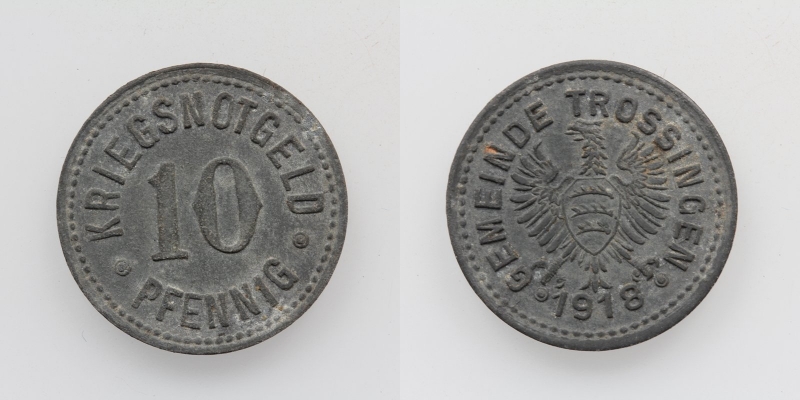 KRIEGSNOTGELD
10
PFENNIG
GEMEINDE TROSSINGEN
1918